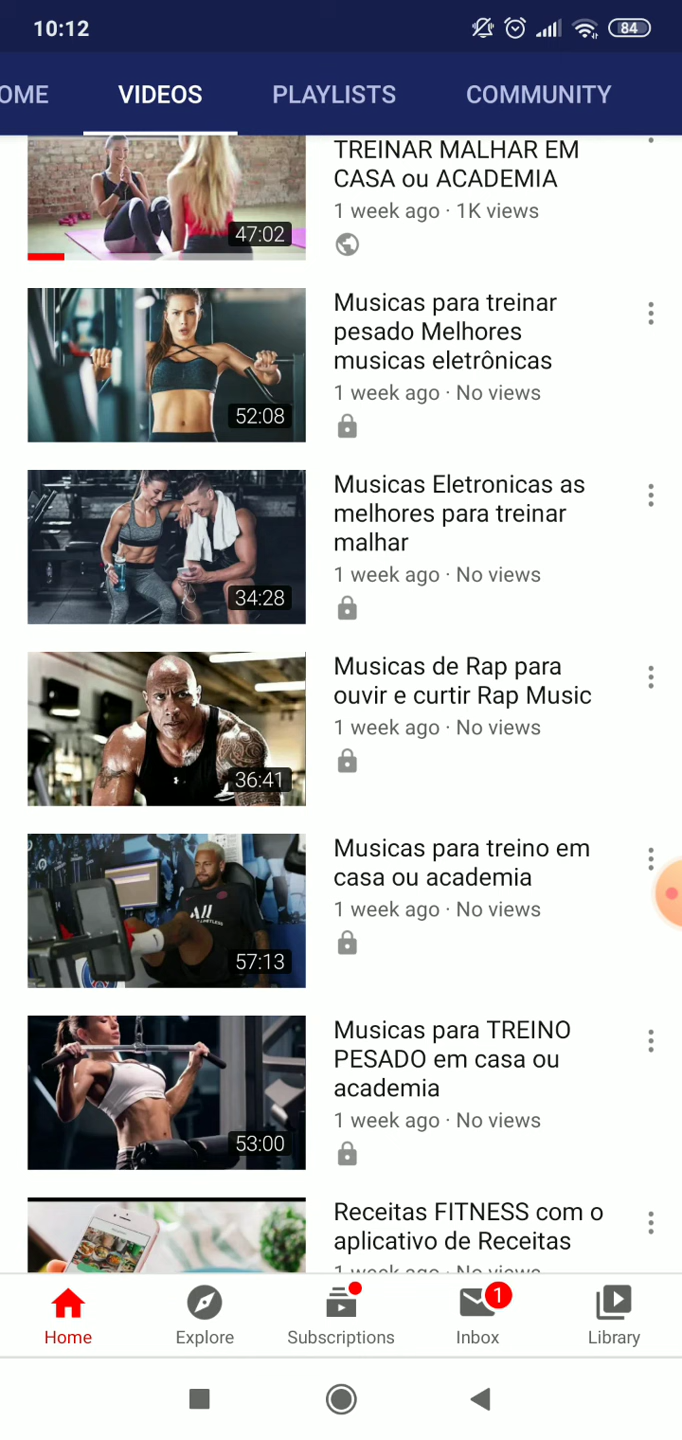 10:12
84
OME
VIDEOS
PLAYLISTS
COMMUNITY
TREINAR MALHAR EM
CASA ou ACADEMIA
1 week ago · 1K views
47:02
Musicas para treinar
pesado Melhores
musicas eletrônicas
1 week ago · No views
52:08
Musicas Eletronicas as
melhores para treinar
malhar
1 week ago · No views
34:28
Musicas de Rap para
ouvir e curtir Rap Music
1 week ago · No views
36:41
Musicas para treino em
casa ou academia
1 week ago · No views
57:13
Musicas para TREINO
PESADO em casa ou
academia
1 week ago · No views
53:00
Receitas FITNESS com o
aplicativo de Receitas
1 week ago · No views
1
Home
Explore
Subscriptions
Inbox
Library